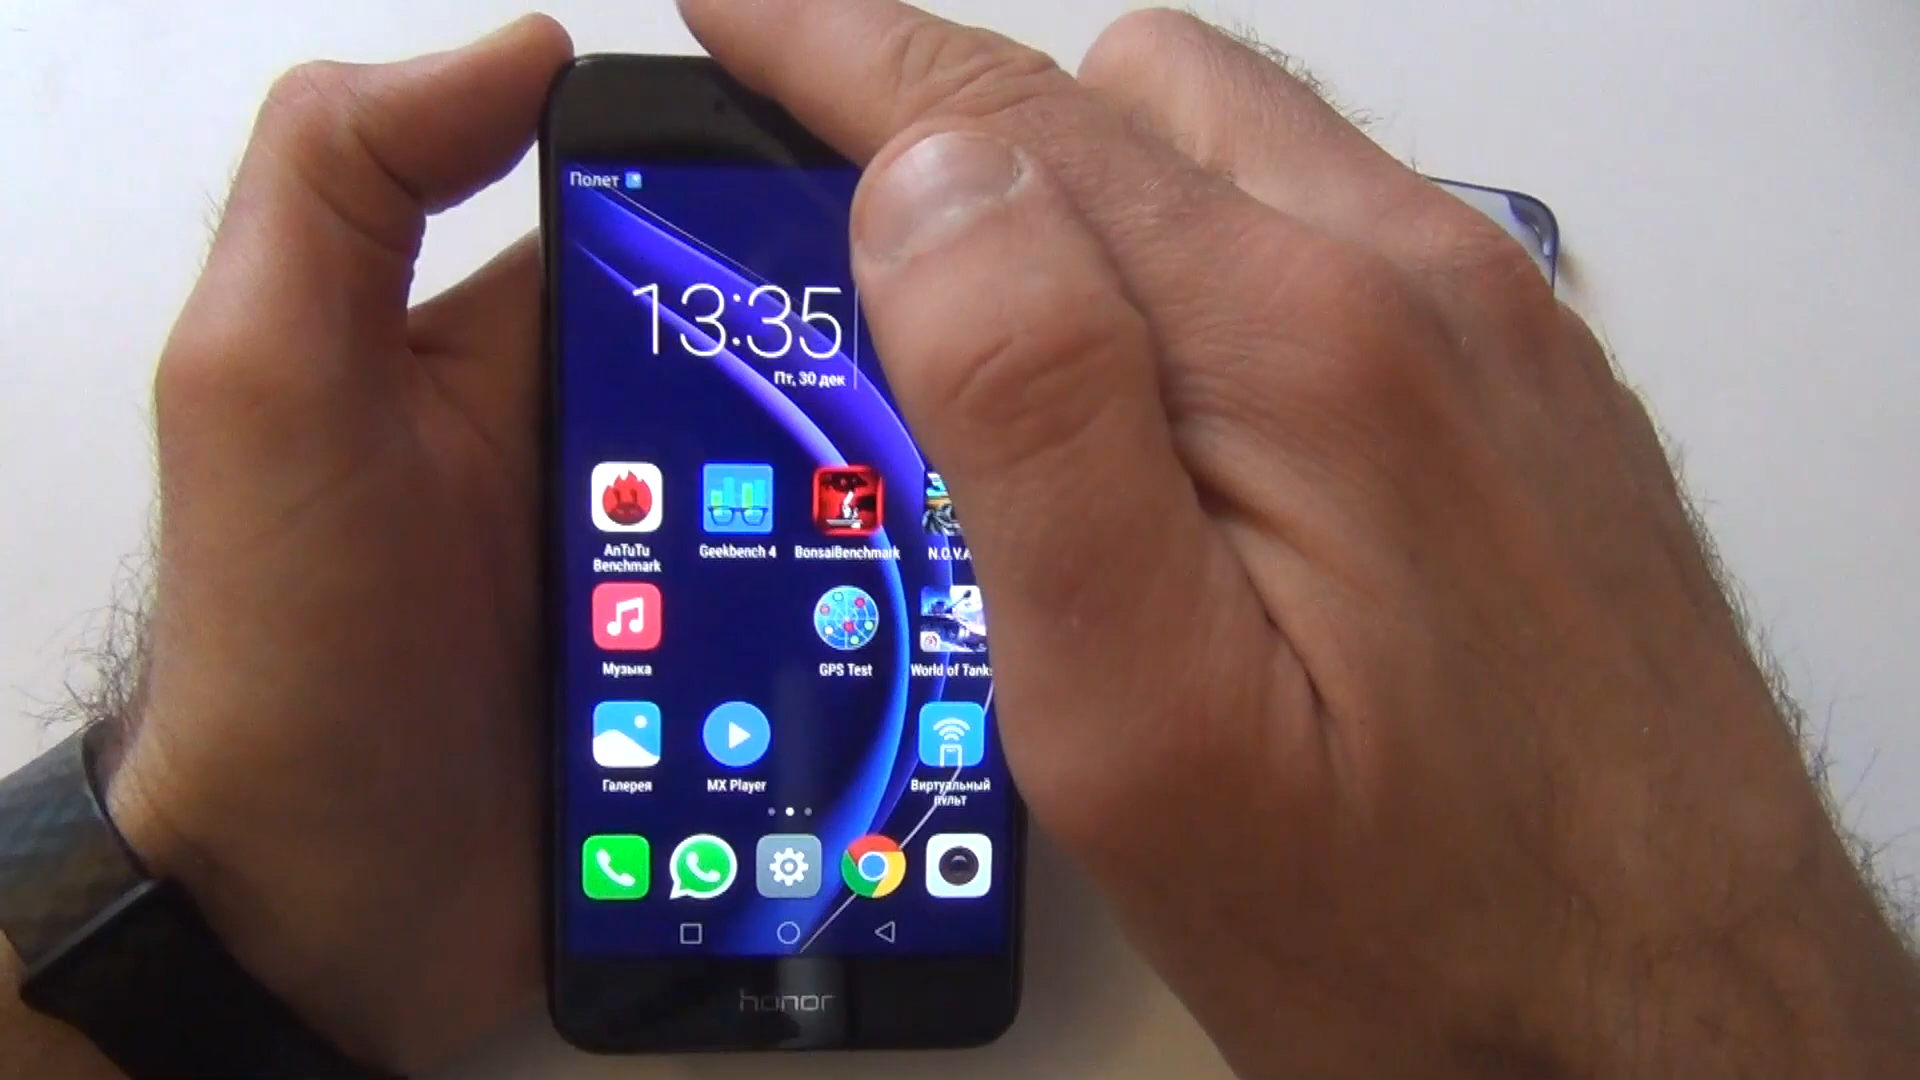 Полет
13:35
Пт, 30 дек
AnTuTu
Benchmark
Geekbench 4
BonsaiBenchmark
N.O.V.A
Музыка
GPS Test
World of Tanks
Галерея
MX Player
Виртуальный
пульт
honor